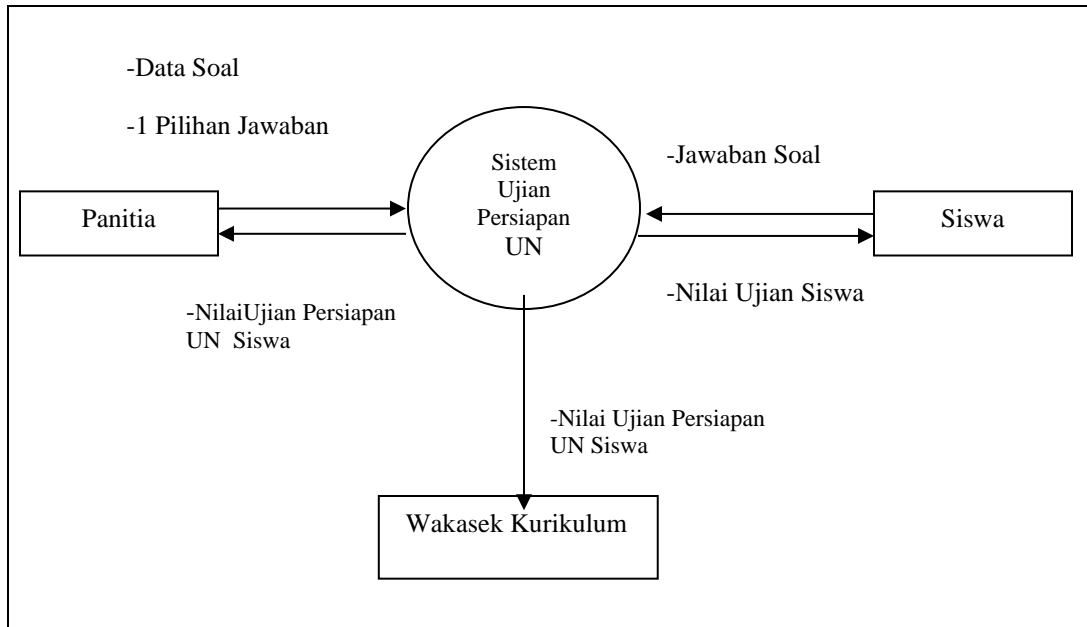 -Data Soal
-1 Pilihan Jawaban
Panitia
-NilaiUjian Persiapan
UN Siswa
Sistem
Ujian
Persiapan
UN
-Jawaban Soal
Siswa
-Nilai Ujian Siswa
-Nilai Ujian Persiapan
UN Siswa
Wakasek Kurikulum